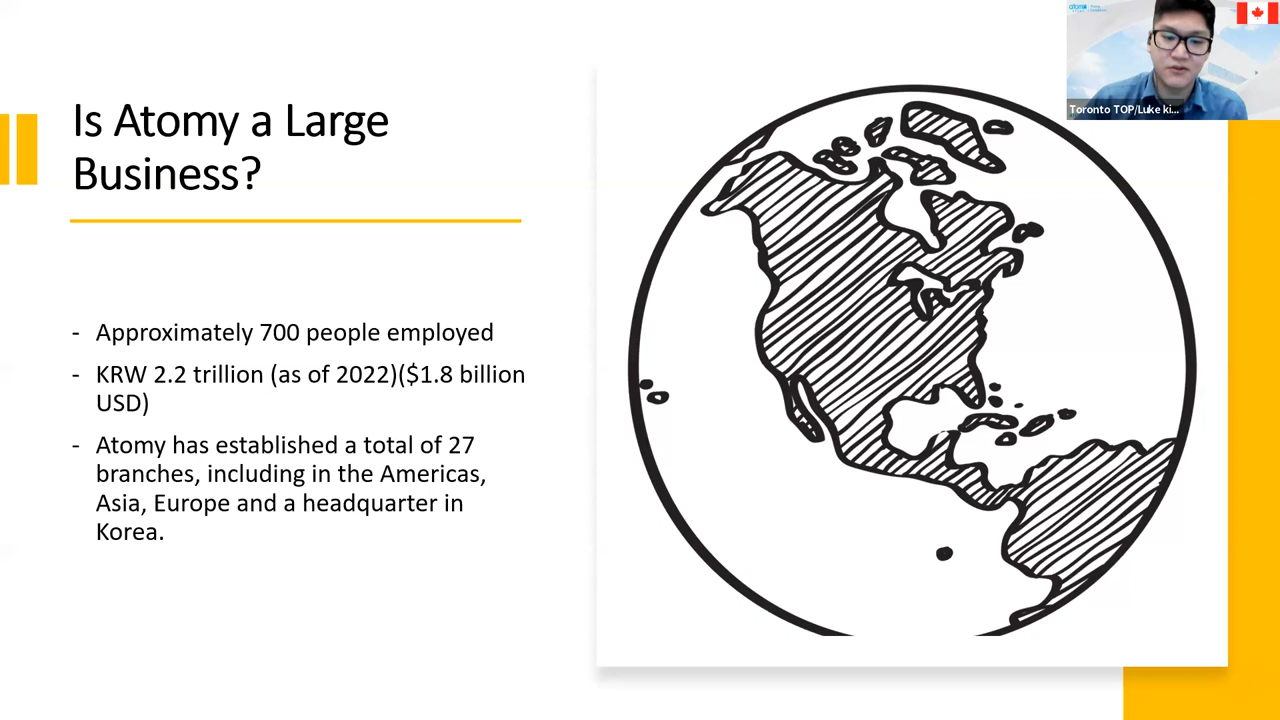 Is Atomy a Large
Business?
- Approximately 700 people employed
- KRW 2.2 trillion (as of 2022)($1.8 billion
USD)
- Atomy has established a total of 27
branches, including in the Americas,
Asia, Europe and a headquarter in
Korea.
Toronto TOP/Luke ki...